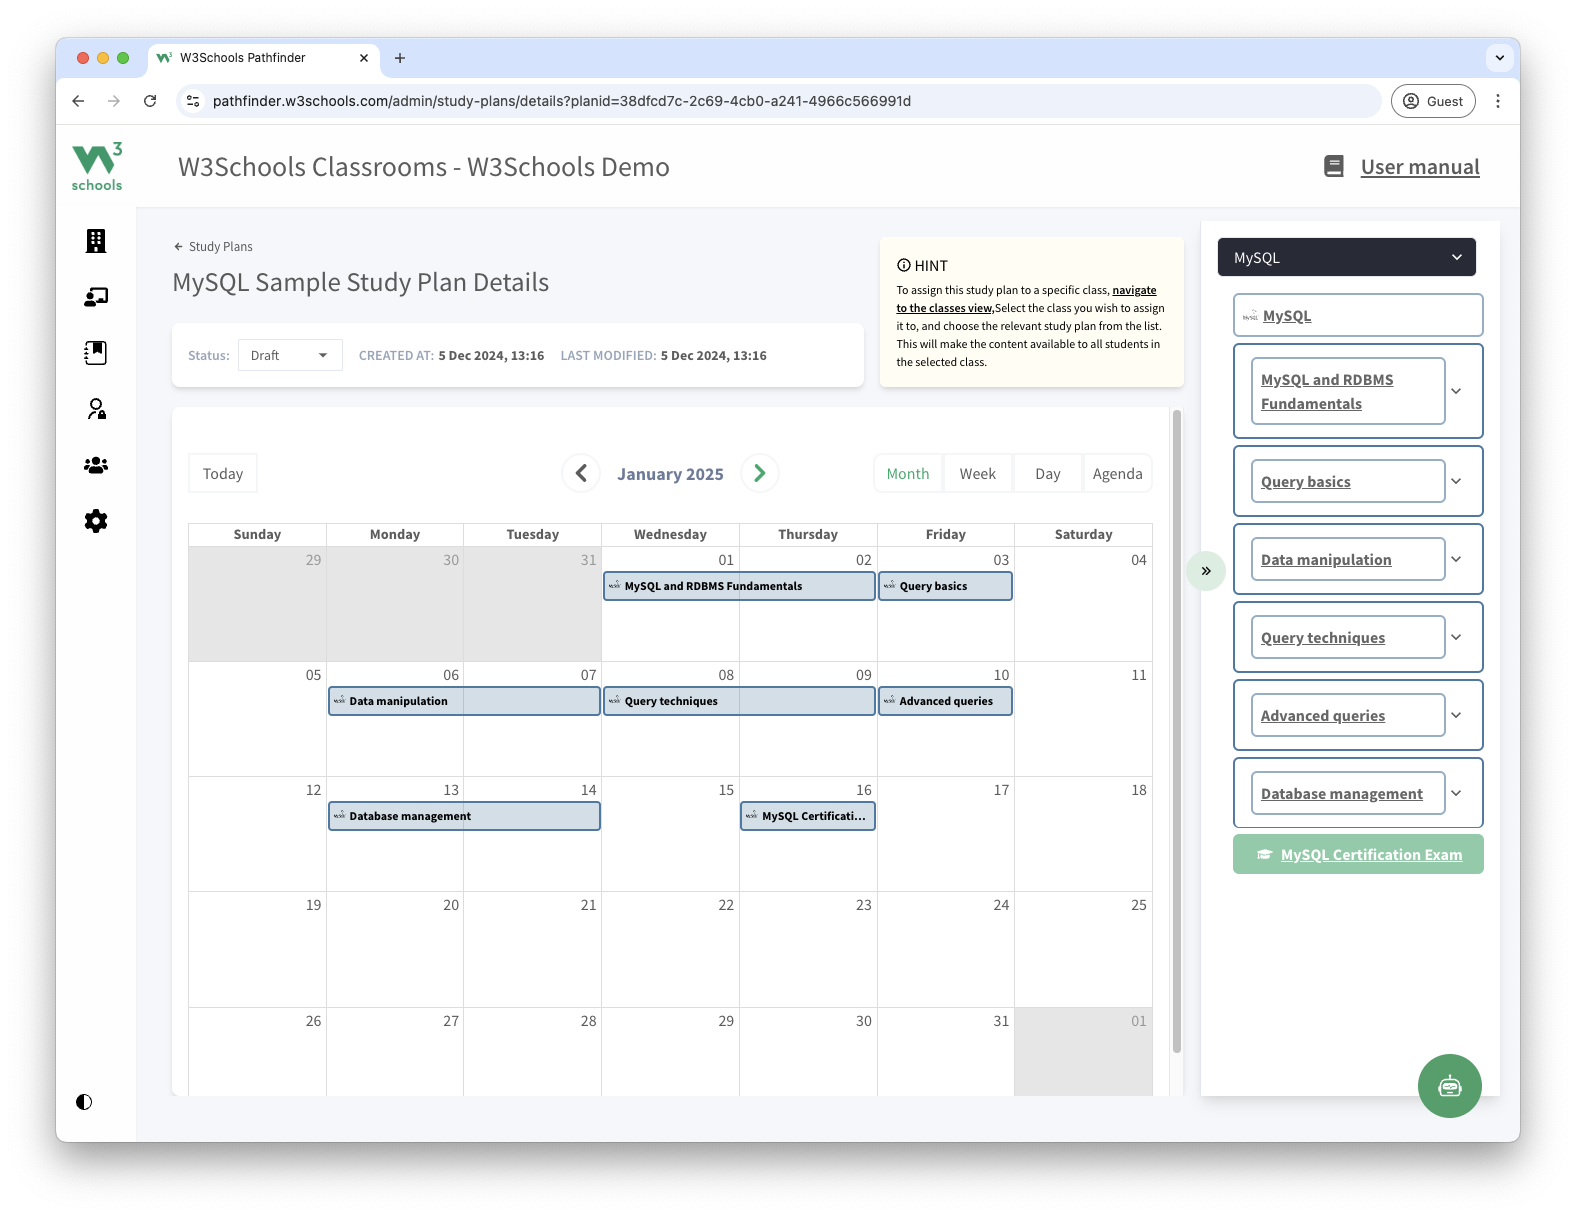 W3Schools Pathfinder
pathfinder.w3schools.com/admin/study-plans/details?planid=38dfcd7c-2c69-4cb0-a241-4966c566991d
Guest
W3 schools
W3Schools Classrooms - W3Schools Demo
User manual
Study Plans
MySQL Sample Study Plan Details
Status: Draft CREATED AT: 5 Dec 2024, 13:16 LAST MODIFIED: 5 Dec 2024, 13:16
HINT
To assign this study plan to a specific class, navigate
to the classes view,Select the class you wish to assign
it to, and choose the relevant study plan from the list.
This will make the content available to all students in
the selected class.
Today
January 2025
Month Week Day Agenda
Sunday Monday Tuesday Wednesday Thursday Friday Saturday
29 30 31 01 02 03 04
MySQL and RDBMS Fundamentals Query basics
05 06 07 08 09 10 11
Data manipulation Query techniques Advanced queries
12 13 14 15 16 17 18
Database management MySQL Certificati...
19 20 21 22 23 24 25
26 27 28 29 30 31 01
MySQL
MySQL
MySQL and RDBMS
Fundamentals
Query basics
Data manipulation
Query techniques
Advanced queries
Database management
MySQL Certification Exam